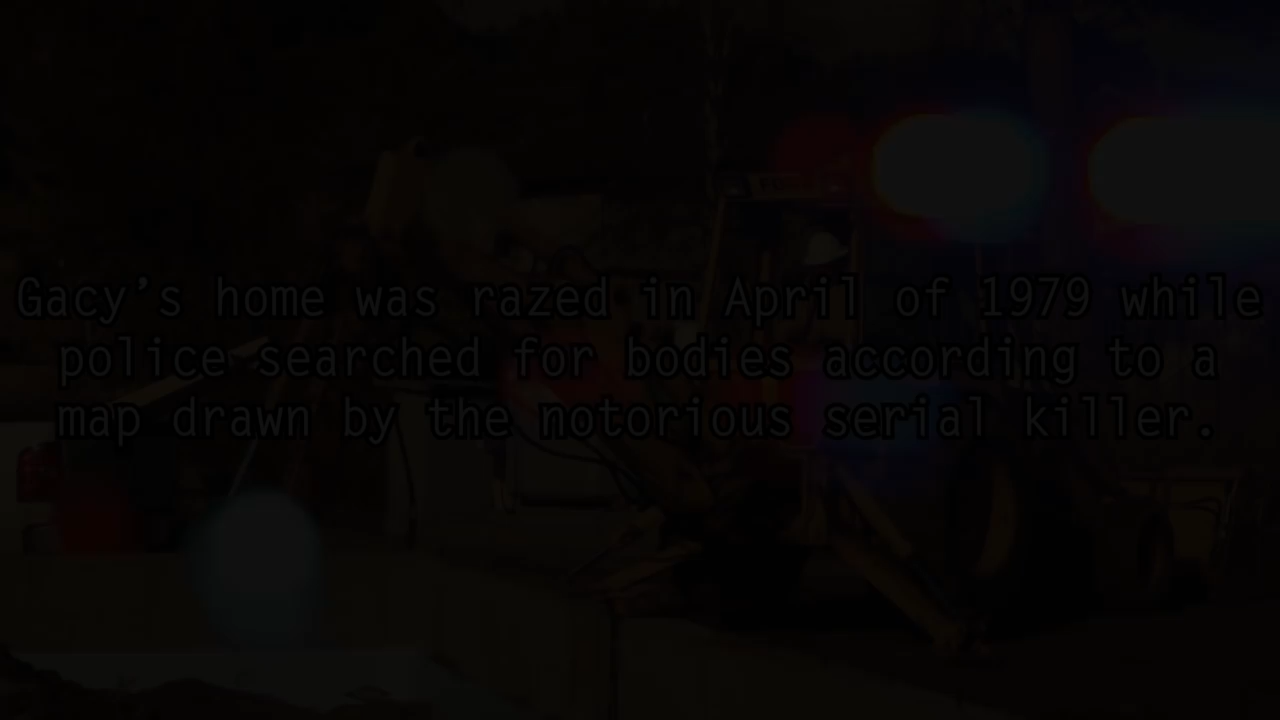 Gacy’s home was razed in April of 1979 while
police searched for bodies according to a
map drawn by the notorious serial killer.